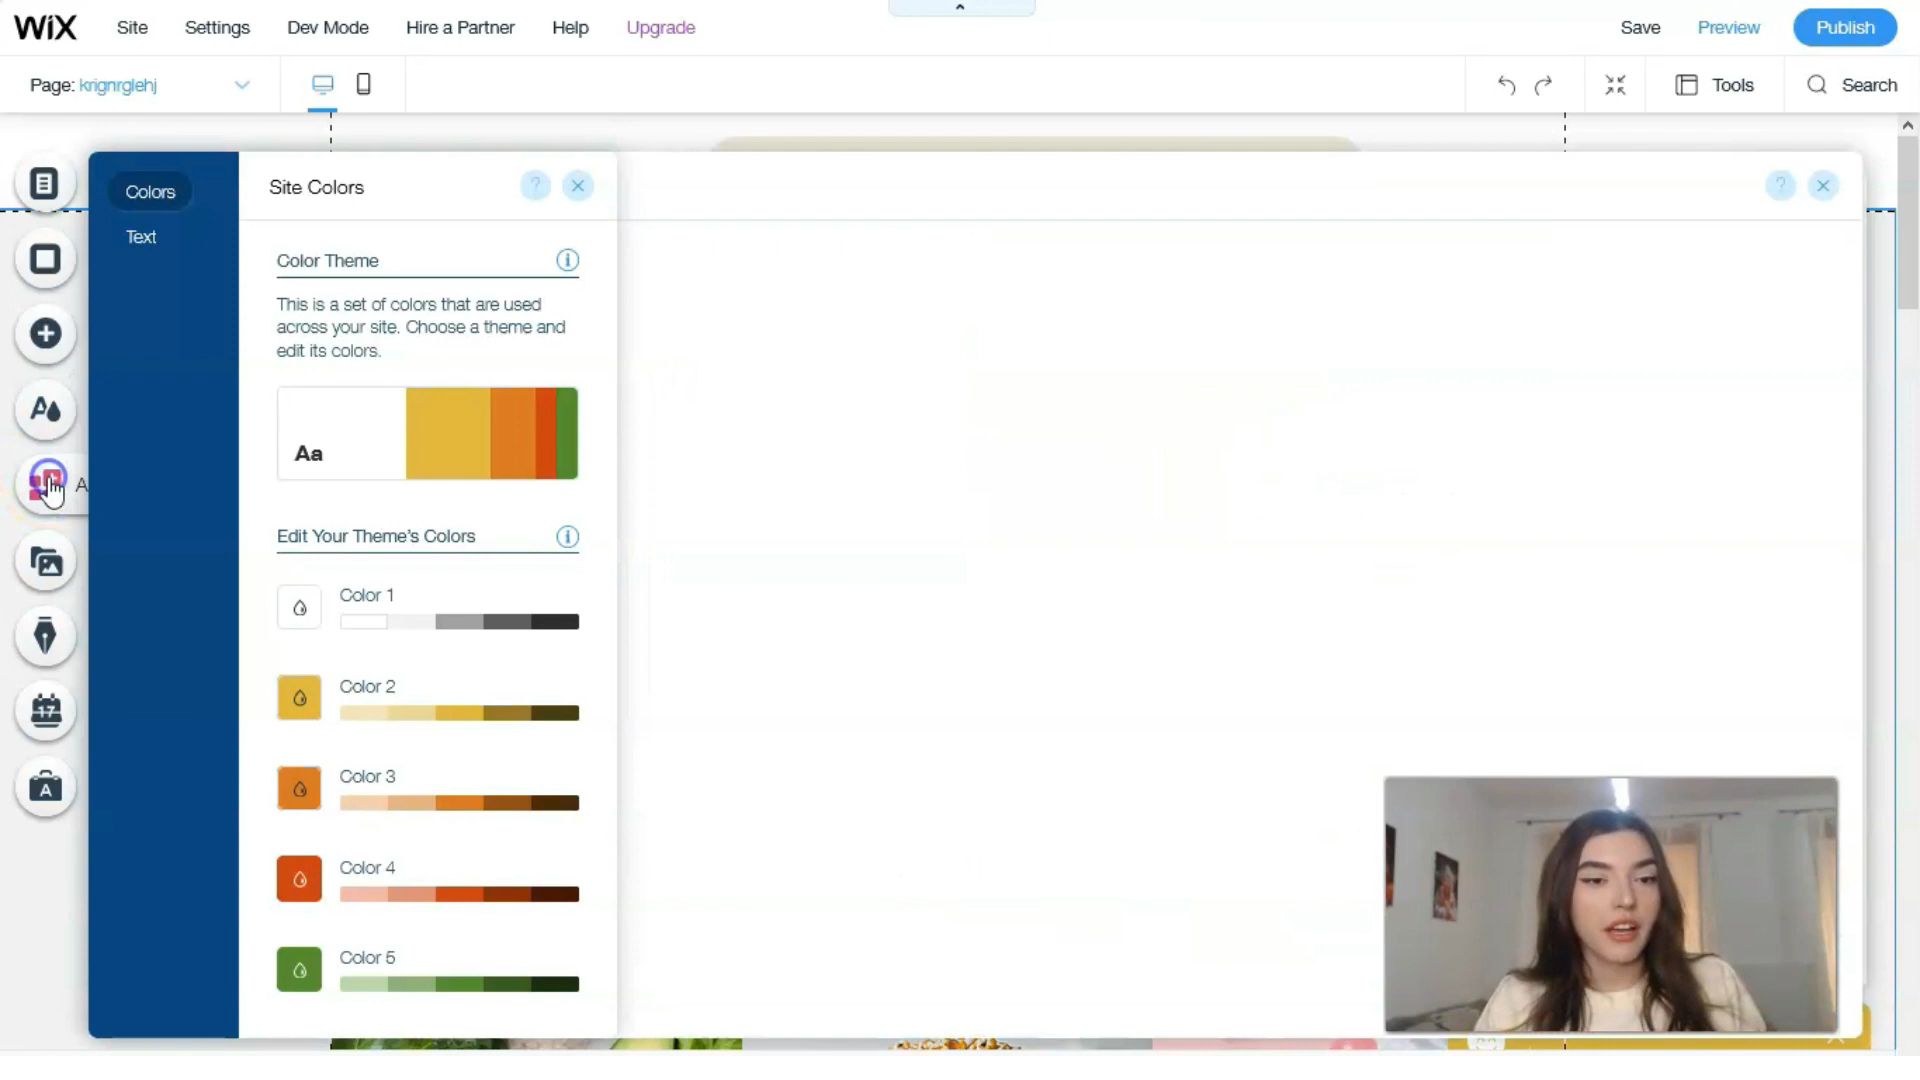 WiX
Site
Settings
Dev Mode
Hire a Partner
Help
Upgrade
Save
Preview
Publish
Page: krignrglehj
Tools
Search
Colors
Text
Site Colors
?
?
Color Theme
This is a set of colors that are used
across your site. Choose a theme and
edit its colors.
Aa
A
Edit Your Theme's Colors
Color 1
Color 2
Color 3
17
Color 4
A
Color 5